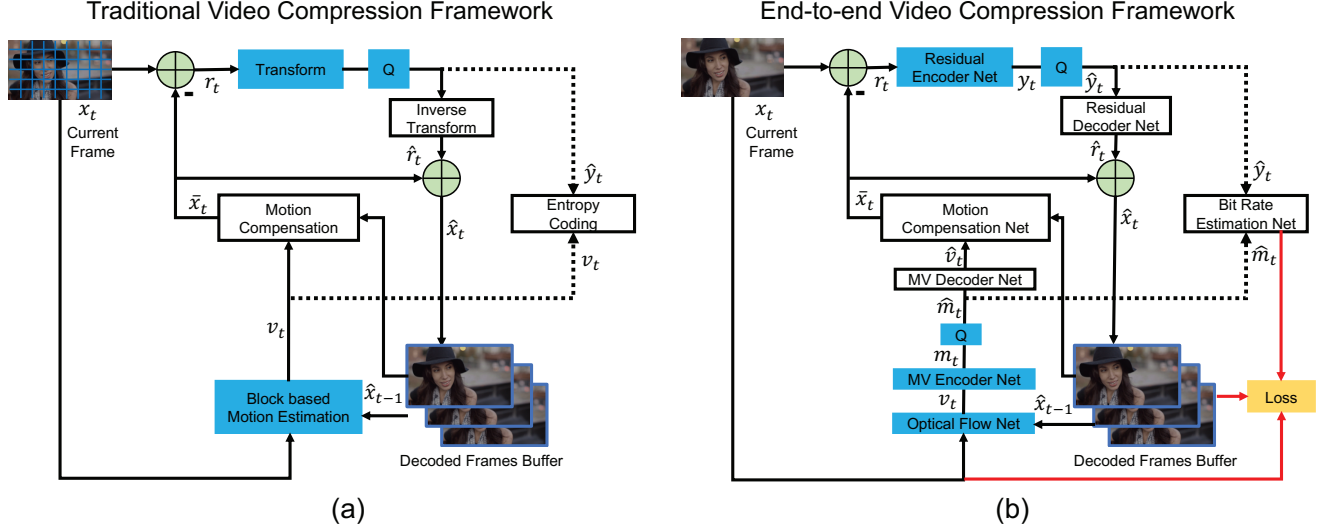 Traditional Video Compression Framework
x_t
Current
Frame
r_t
-
Transform
Q
Inverse
Transform
r̂_t
x̄_t
Motion
Compensation
x̂_t
ŷ_t
Entropy
Coding
v_t
v_t
Block based
Motion Estimation
x̂_{t−1}
Decoded Frames Buffer
(a)
End-to-end Video Compression Framework
x_t
Current
Frame
r_t
-
Residual
Encoder Net
y_t
Q
ŷ_t
Residual
Decoder Net
r̂_t
x̄_t
Motion
Compensation Net
x̂_t
ŷ_t
Bit Rate
Estimation Net
m̂_t
v̂_t
MV Decoder Net
m̂_t
Q
m_t
MV Encoder Net
v_t
Optical Flow Net
x̂_{t−1}
Loss
Decoded Frames Buffer
(b)